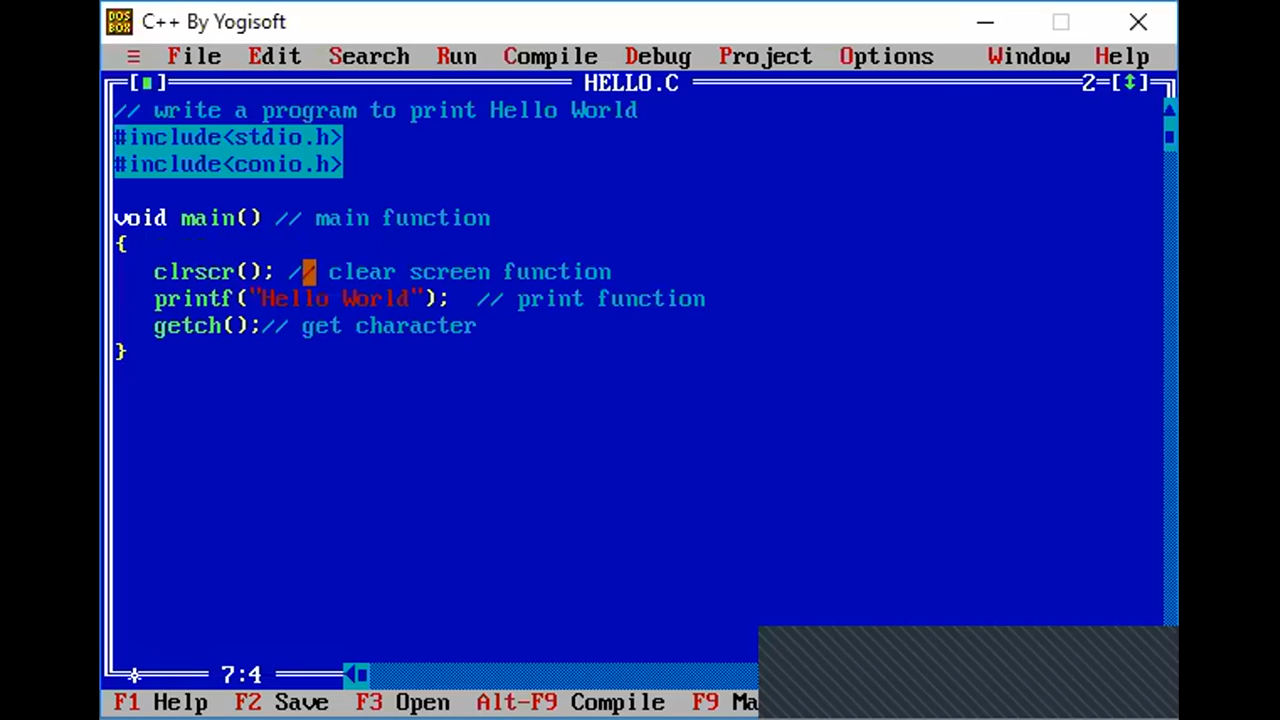 DOS BOX C++ By Yogisoft
≡ File Edit Search Run Compile Debug Project Options Window Help
[■] HELLO.C 2=[↕]
// write a program to print Hello World
#include<stdio.h>
#include<conio.h>
void main() // main function
{
clrscr(); // clear screen function
printf("Hello World"); // print function
getch();// get character
}
7:4
F1 Help F2 Save F3 Open Alt-F9 Compile F9 Ma